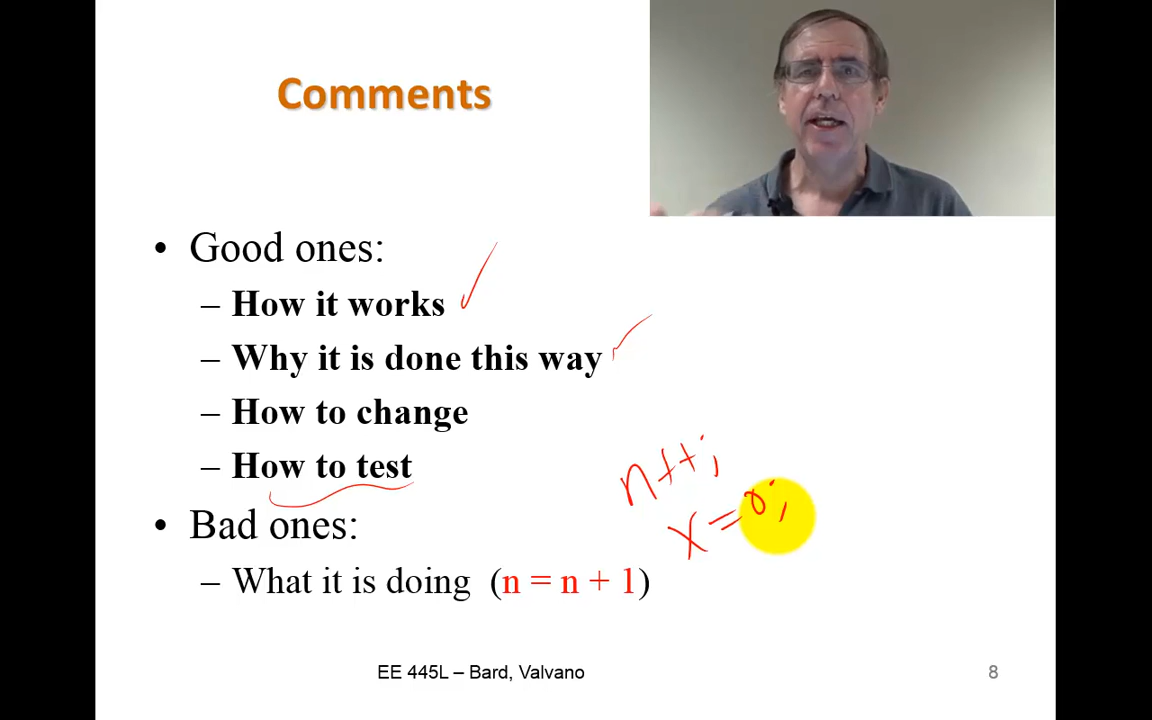 Comments
• Good ones:
– How it works
– Why it is done this way
– How to change
– How to test
n++;
x=0;
• Bad ones:
– What it is doing (n = n + 1)
EE 445L – Bard, Valvano
8